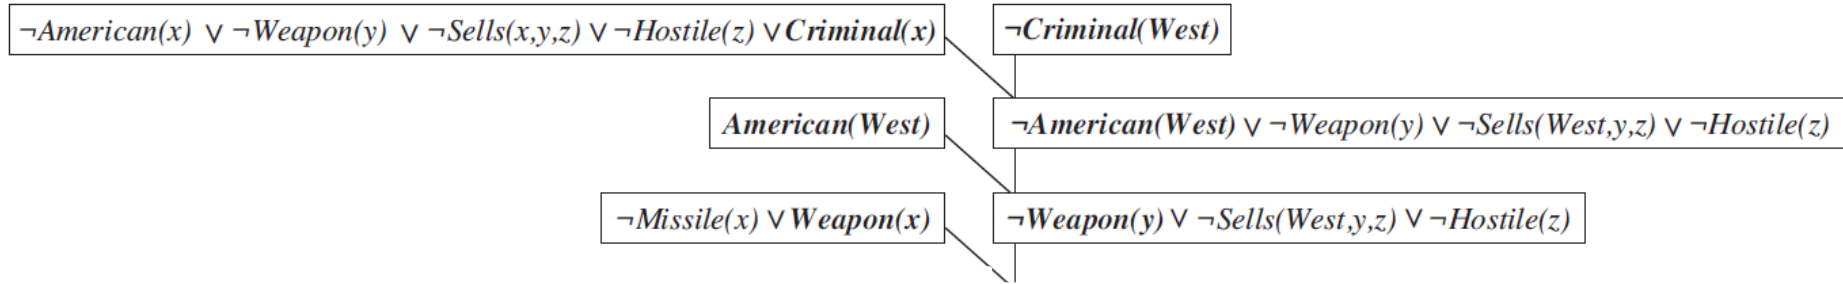 ¬American(x) ∨ ¬Weapon(y) ∨ ¬Sells(x,y,z) ∨ ¬Hostile(z) ∨ Criminal(x) ¬Criminal(West)
American(West) ¬American(West) ∨ ¬Weapon(y) ∨ ¬Sells(West,y,z) ∨ ¬Hostile(z)
¬Missile(x) ∨ Weapon(x) ¬Weapon(y) ∨ ¬Sells(West,y,z) ∨ ¬Hostile(z)